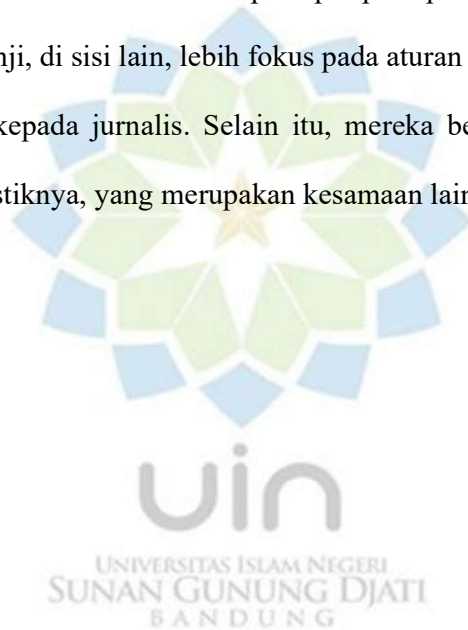 nji, di sisi lain, lebih fokus pada aturan
kepada jurnalis. Selain itu, mereka be
stiknya, yang merupakan kesamaan lain
uin
UNIVERSITAS ISLAM NEGERI
SUNAN GUNUNG DJATI
BANDUNG